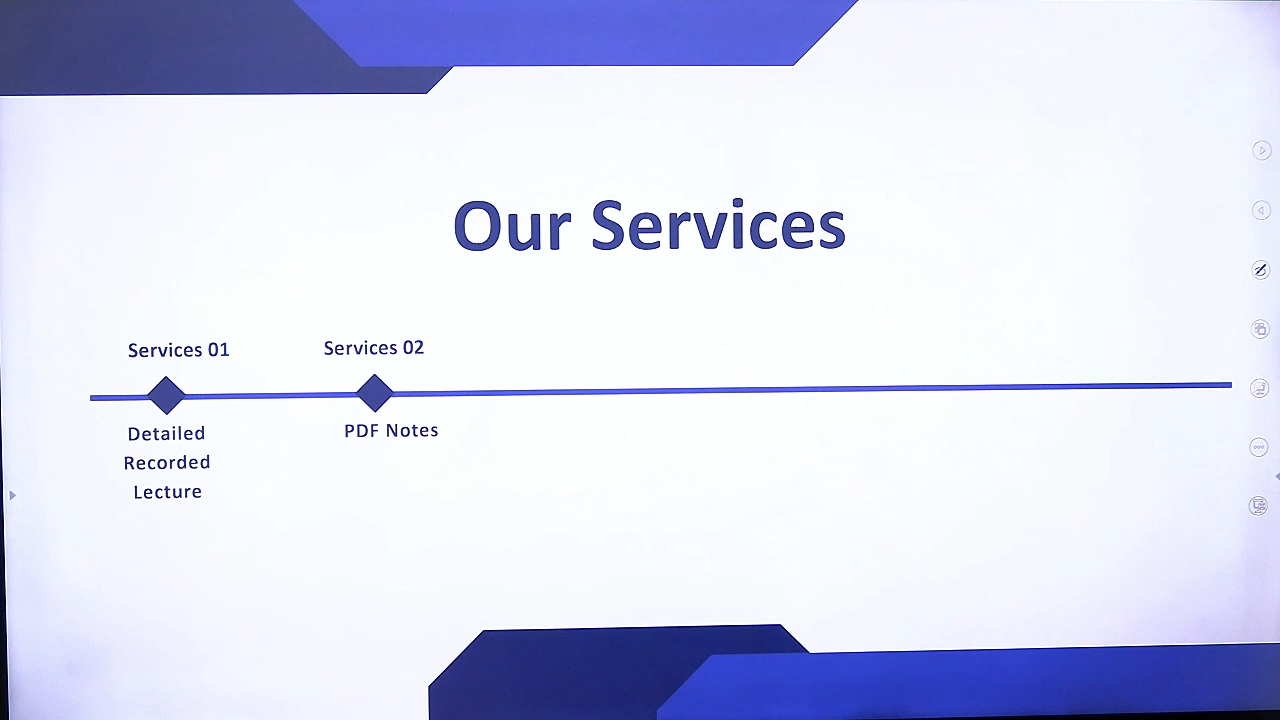 Our Services
Services 01
Services 02
Detailed
Recorded
Lecture
PDF Notes